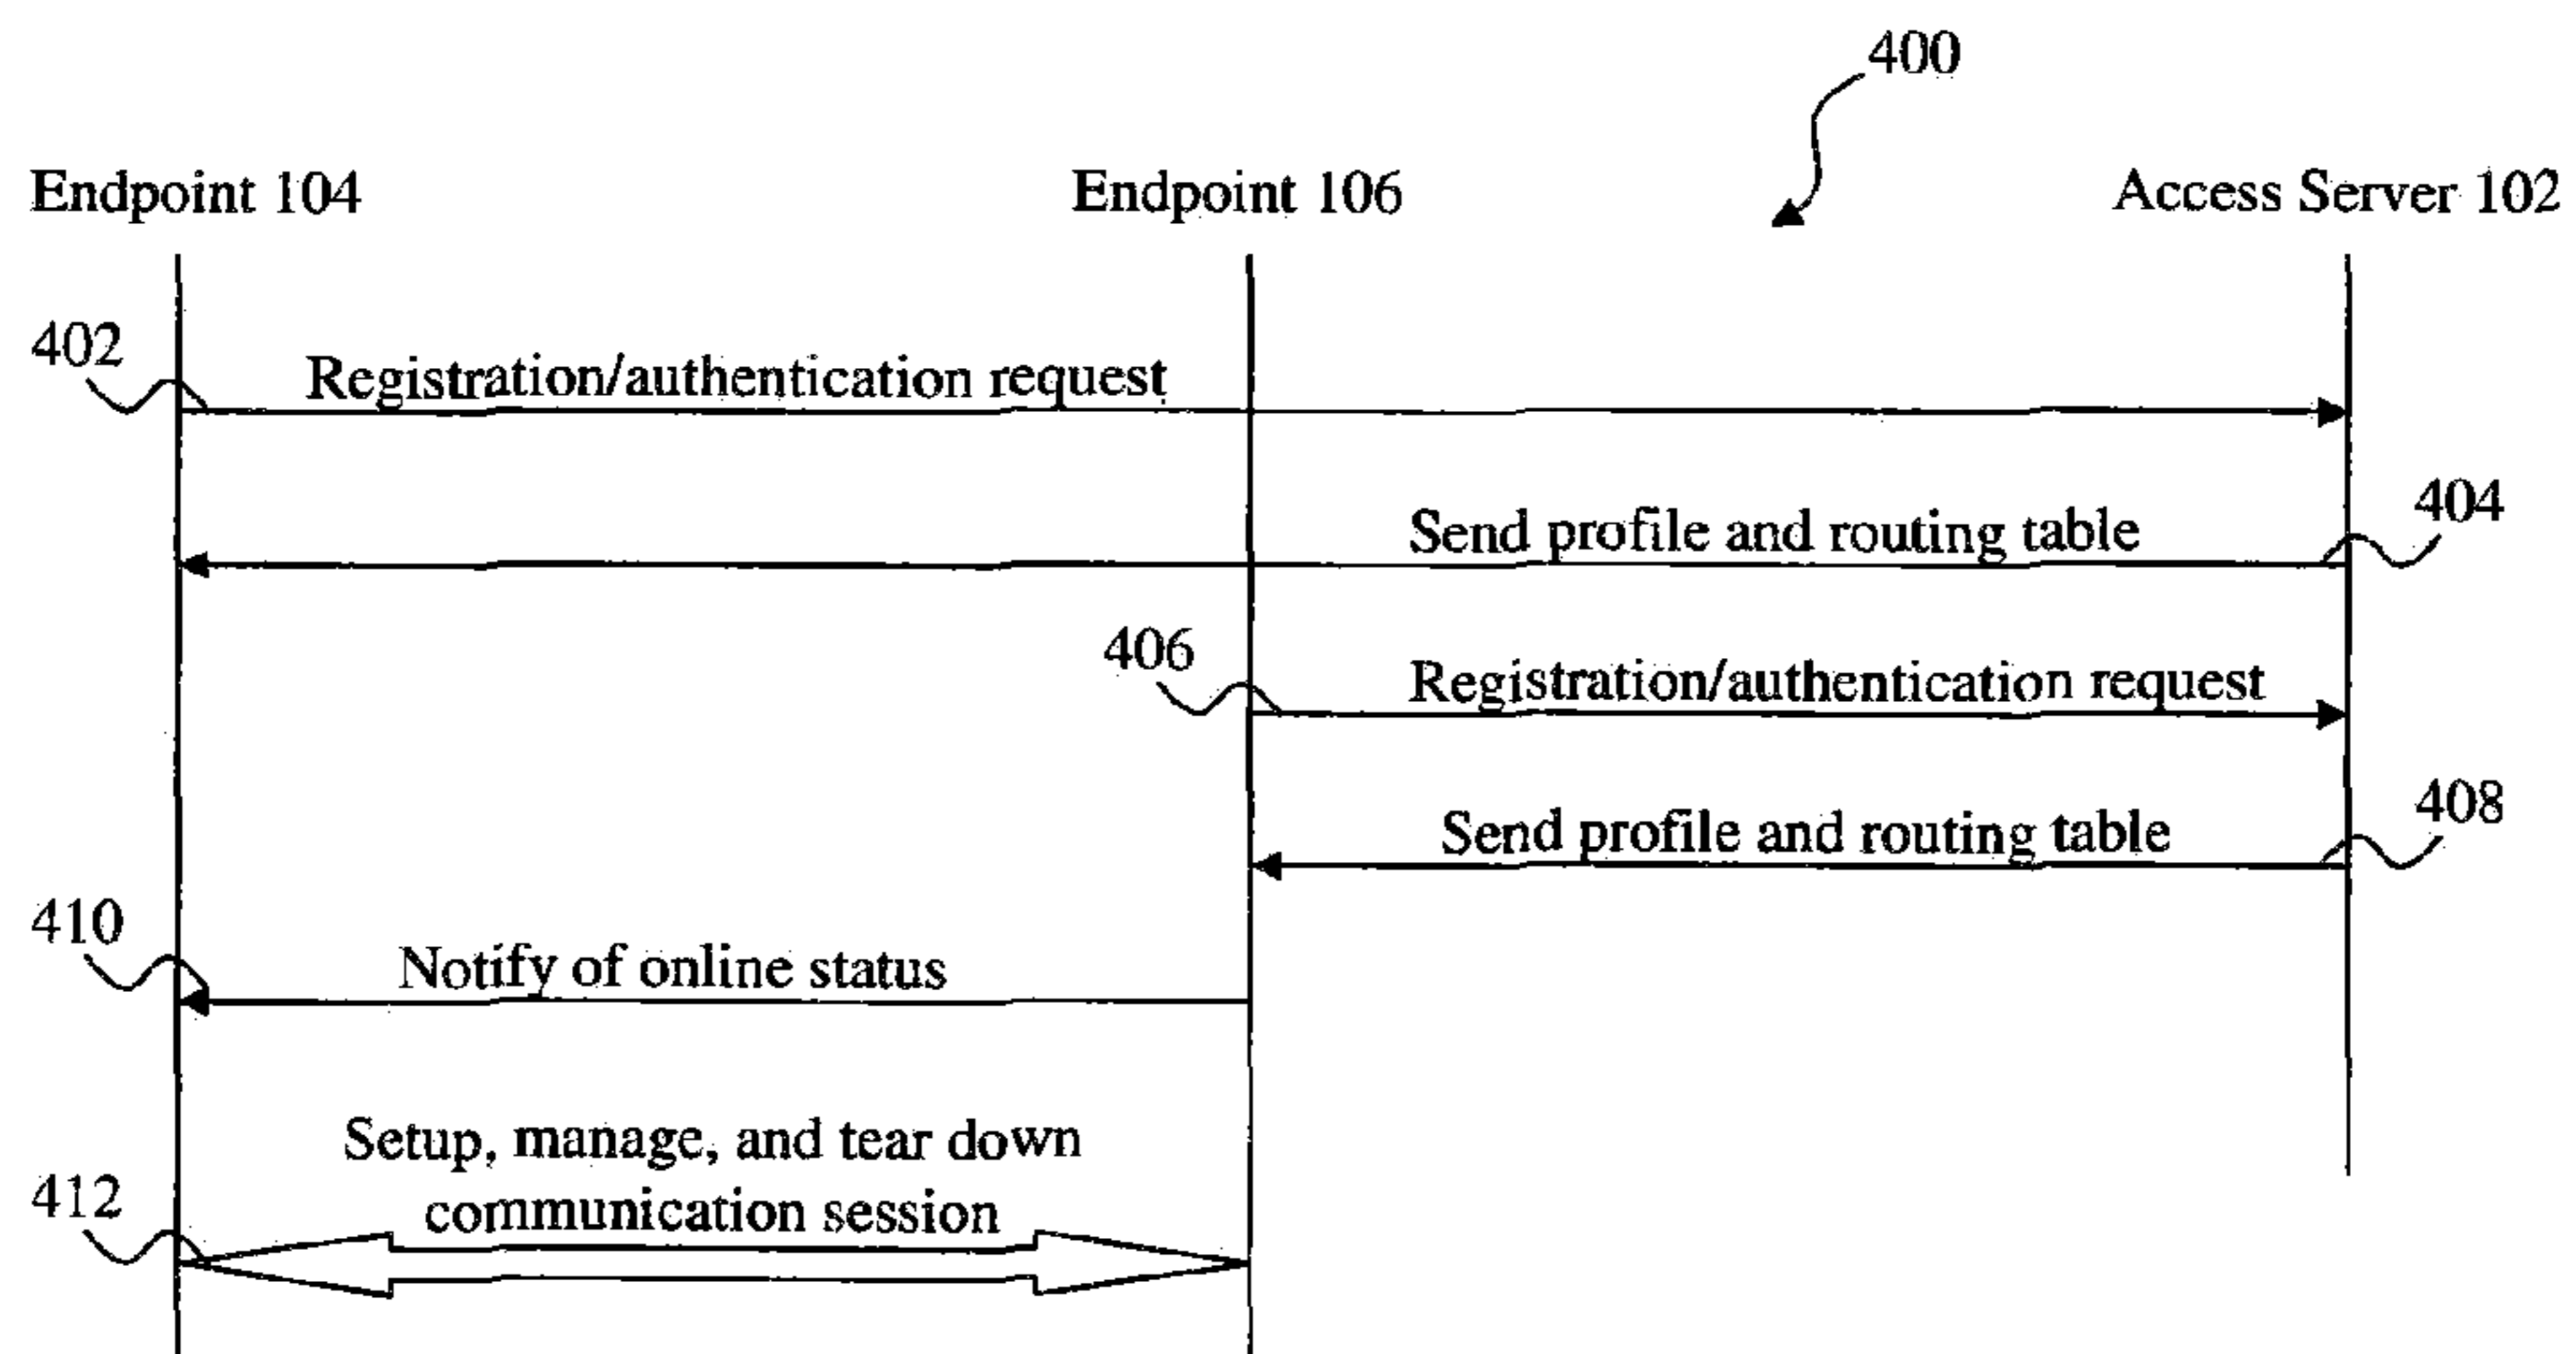 400
Endpoint 104
Endpoint 106
Access Server 102
402
Registration/authentication request
Send profile and routing table
404
406
Registration/authentication request
Send profile and routing table
408
410
Notify of online status
Setup, manage, and tear down
412
communication session